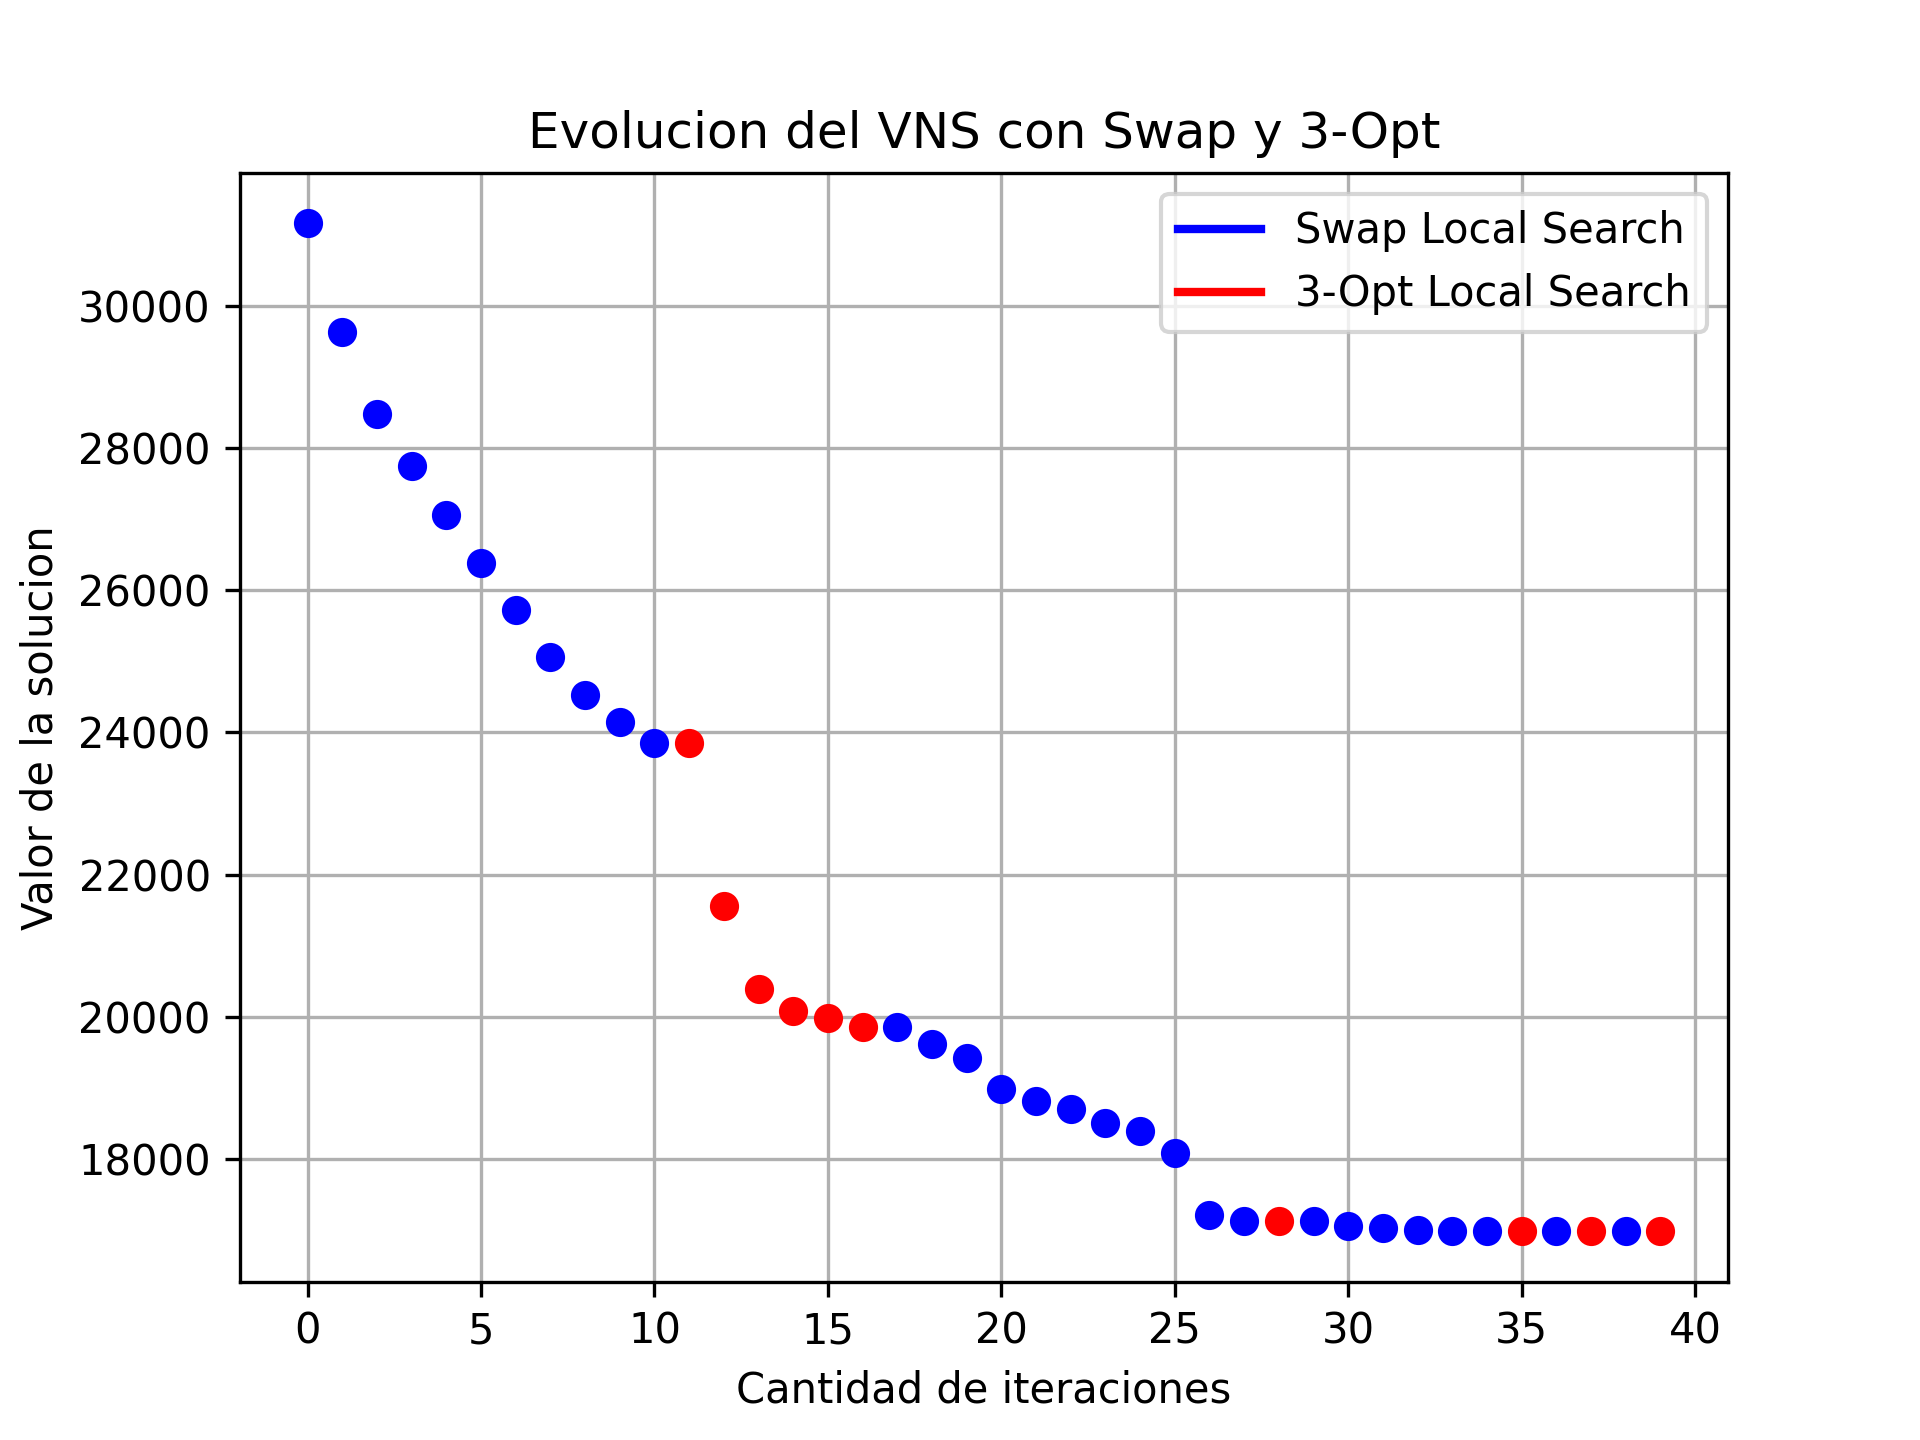 Evolucion del VNS con Swap y 3-Opt
Swap Local Search
3-Opt Local Search
Valor de la solucion
30000
28000
26000
24000
22000
20000
18000
0 5 10 15 20 25 30 35 40
Cantidad de iteraciones